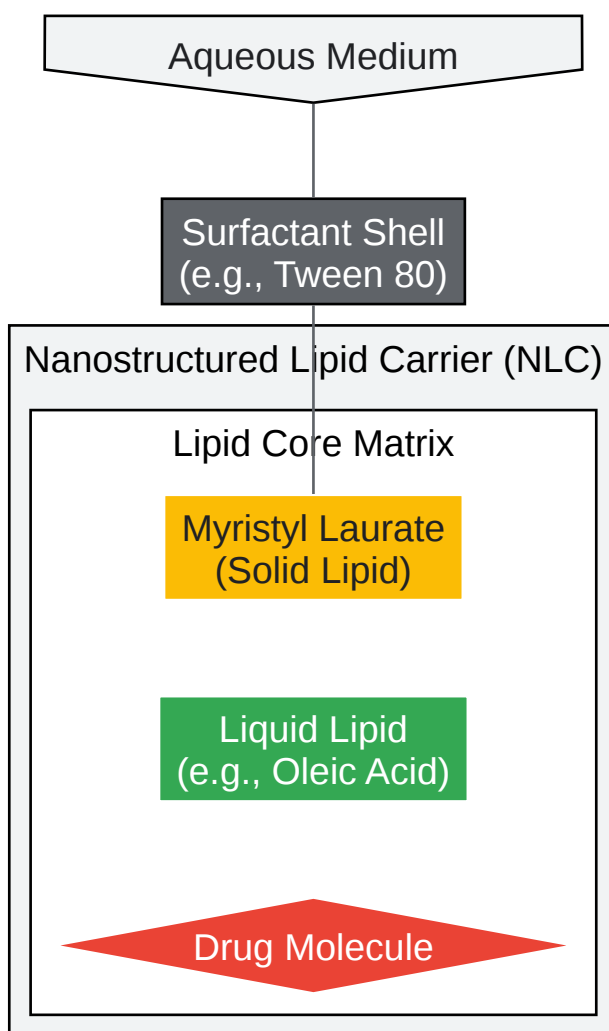 Aqueous Medium
Surfactant Shell
(e.g., Tween 80)
Nanostructured Lipid Carrier (NLC)
Lipid Core Matrix
Myristyl Laurate
(Solid Lipid)
Liquid Lipid
(e.g., Oleic Acid)
Drug Molecule